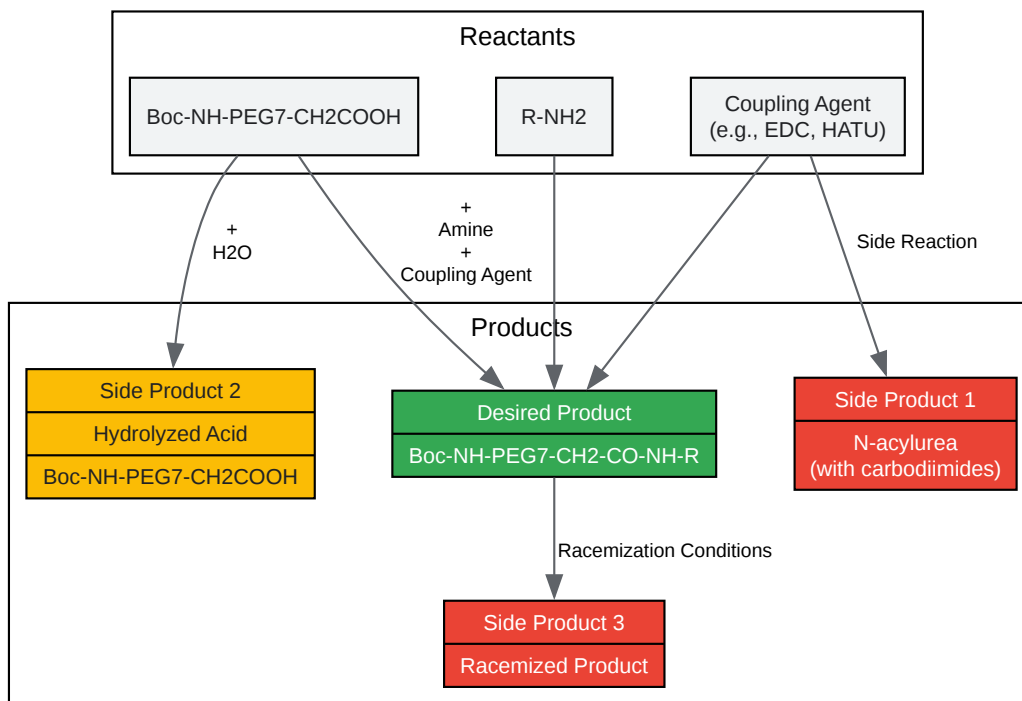 Reactants
Boc-NH-PEG7-CH2COOH
R-NH2
Coupling Agent
(e.g., EDC, HATU)
+
H2O
+
Amine
+
Coupling Agent
Side Reaction
Products
Side Product 2
Hydrolyzed Acid
Boc-NH-PEG7-CH2COOH
Desired Product
Boc-NH-PEG7-CH2-CO-NH-R
Side Product 1
N-acylurea
(with carbodiimides)
Racemization Conditions
Side Product 3
Racemized Product